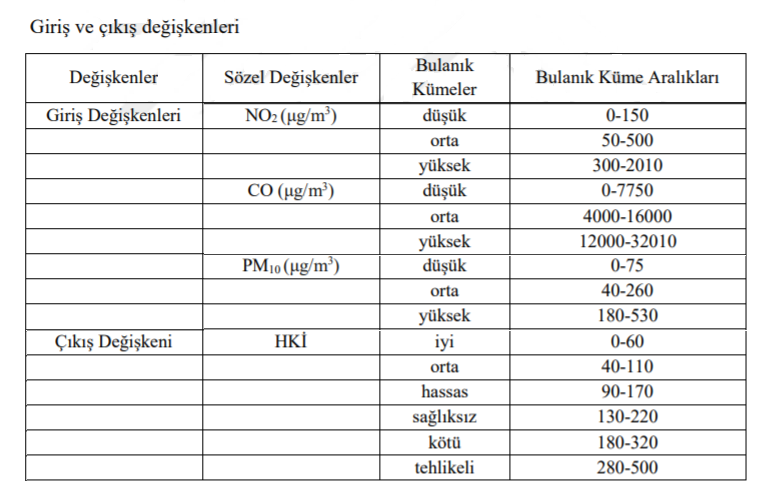 Giriş ve çıkış değişkenleri
Değişkenler Sözel Değişkenler Bulanık Kümeler Bulanık Küme Aralıkları
Giriş Değişkenleri NO₂ (µg/m³) düşük 0-150
orta 50-500
yüksek 300-2010
CO (µg/m³) düşük 0-7750
orta 4000-16000
yüksek 12000-32010
PM₁₀ (µg/m³) düşük 0-75
orta 40-260
yüksek 180-530
Çıkış Değişkeni HKİ iyi 0-60
orta 40-110
hassas 90-170
sağlıksız 130-220
kötü 180-320
tehlikeli 280-500